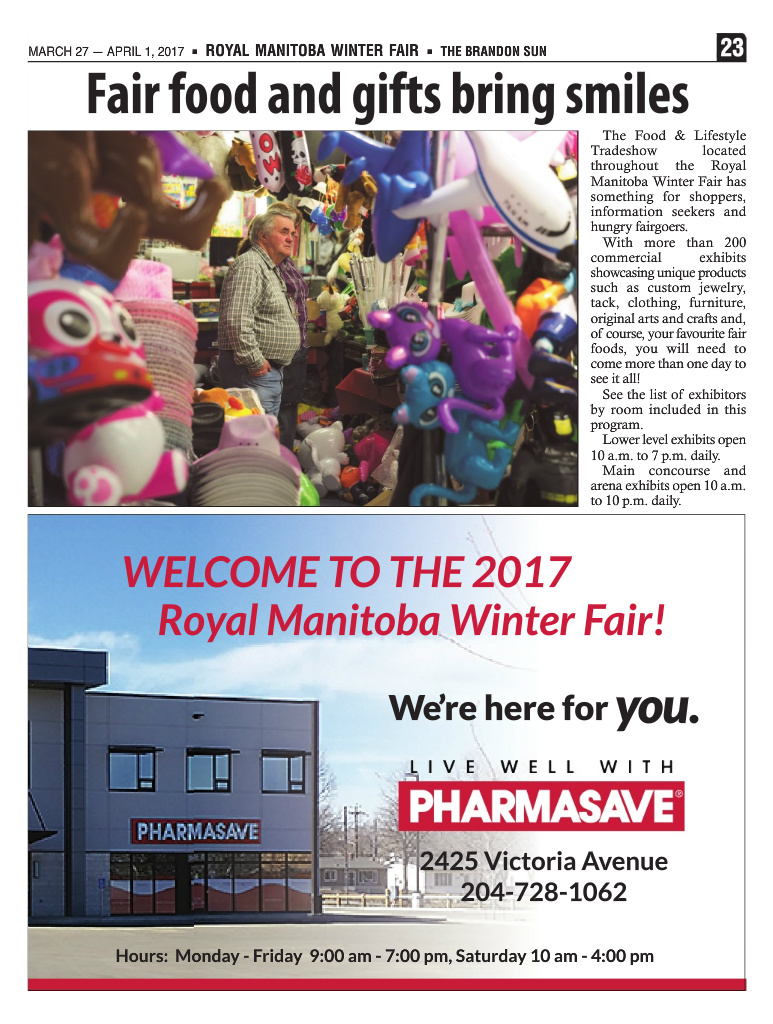 MARCH 27 — APRIL 1, 2017 ▪ ROYAL MANITOBA WINTER FAIR ▪ THE BRANDON SUN
23
Fair food and gifts bring smiles
The Food & Lifestyle
Tradeshow located
throughout the Royal
Manitoba Winter Fair has
something for shoppers,
information seekers and
hungry fairgoers.
With more than 200
commercial exhibits
showcasing unique products
such as custom jewelry,
tack, clothing, furniture,
original arts and crafts and,
of course, your favourite fair
foods, you will need to
come more than one day to
see it all!
See the list of exhibitors
by room included in this
program.
Lower level exhibits open
10 a.m. to 7 p.m. daily.
Main concourse and
arena exhibits open 10 a.m.
to 10 p.m. daily.
WELCOME TO THE 2017
Royal Manitoba Winter Fair!
We're here for you.
LIVE WELL WITH
PHARMASAVE®
PHARMASAVE
2425 Victoria Avenue
204-728-1062
Hours: Monday - Friday 9:00 am - 7:00 pm, Saturday 10 am - 4:00 pm